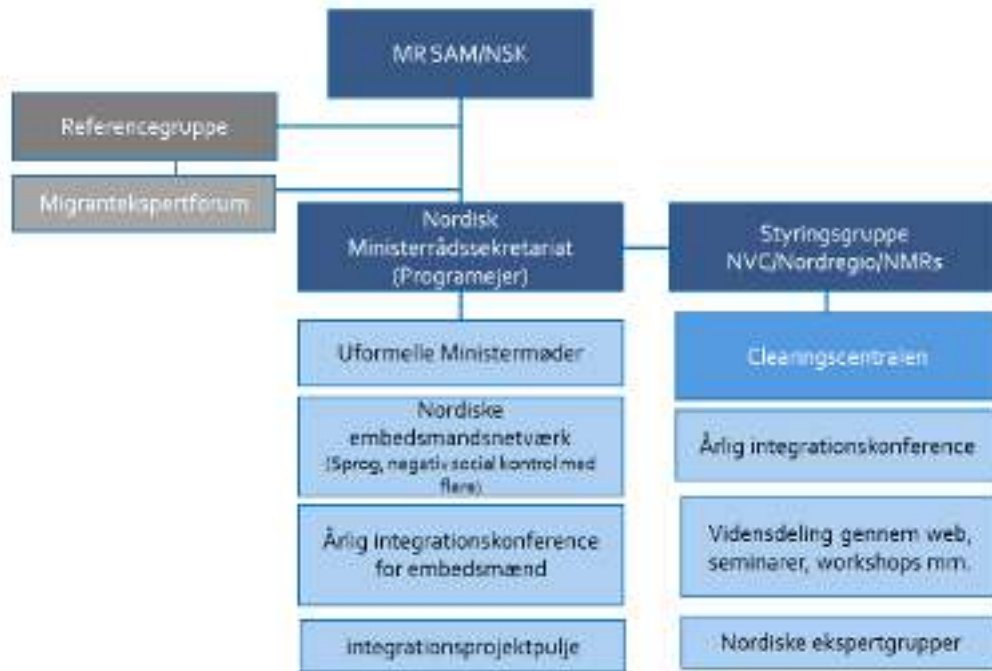 MR SAM/NSK
Referencegruppe
Migrantekspertforum
Nordisk
Ministerrådssekretariat
(Programejer)
Styringsgruppe
NVC/Nordregio/NMRs
Uformelle Ministermøder
Clearingscentralen
Nordiske
embedsmandsnetværk
(Sprog, negativ social kontrol med
flere)
Årlig integrationskonference
Årlig integrationskonference
for embedsmænd
Vidensdeling gennem web,
seminarer, workshops mm.
integrationsprojektpulje
Nordiske ekspertgrupper